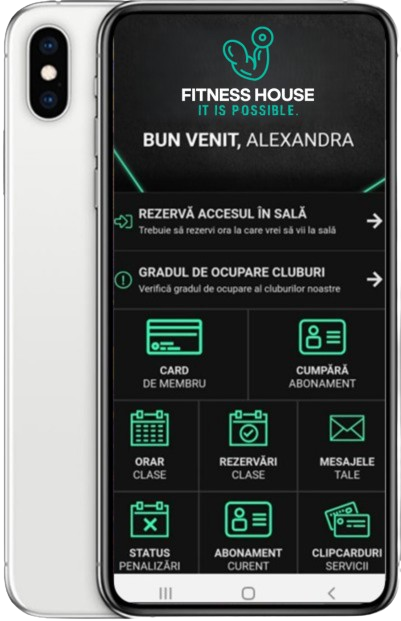 FITNESS HOUSE
IT IS POSSIBLE.
BUN VENIT, ALEXANDRA
REZERVĂ ACCESUL ÎN SALĂ
Trebuie să rezervi ora la care vrei să vii la sală
GRADUL DE OCUPARE CLUBURI
Verifică gradul de ocupare al cluburilor noastre
CARD
DE MEMBRU
CUMPĂRĂ
ABONAMENT
ORAR
CLASE
REZERVĂRI
CLASE
MESAJELE
TALE
STATUS
PENALIZĂRI
ABONAMENT
CURENT
CLIPCARDURI
SERVICII